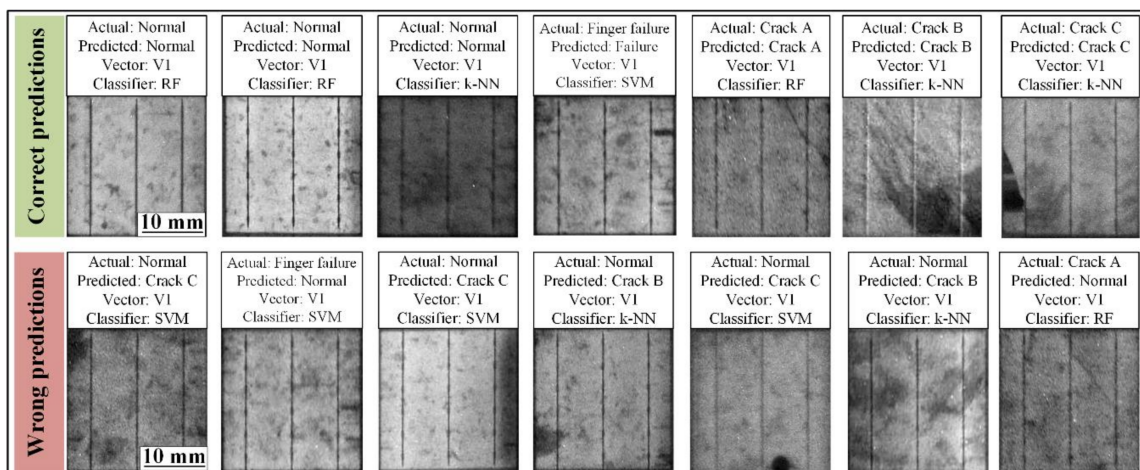 Correct predictions
Actual: Normal
Predicted: Normal
Vector: V1
Classifier: RF
10 mm
Actual: Normal
Predicted: Normal
Vector: V1
Classifier: RF
Actual: Normal
Predicted: Normal
Vector: V1
Classifier: k-NN
Actual: Finger failure
Predicted: Failure
Vector: V1
Classifier: SVM
Actual: Crack A
Predicted: Crack A
Vector: V1
Classifier: RF
Actual: Crack B
Predicted: Crack B
Vector: V1
Classifier: k-NN
Actual: Crack C
Predicted: Crack C
Vector: V1
Classifier: k-NN
Wrong predictions
Actual: Normal
Predicted: Crack C
Vector: V1
Classifier: SVM
10 mm
Actual: Finger failure
Predicted: Normal
Vector: V1
Classifier: SVM
Actual: Normal
Predicted: Crack C
Vector: V1
Classifier: SVM
Actual: Normal
Predicted: Crack B
Vector: V1
Classifier: k-NN
Actual: Normal
Predicted: Crack C
Vector: V1
Classifier: SVM
Actual: Normal
Predicted: Crack B
Vector: V1
Classifier: k-NN
Actual: Crack A
Predicted: Normal
Vector: V1
Classifier: RF